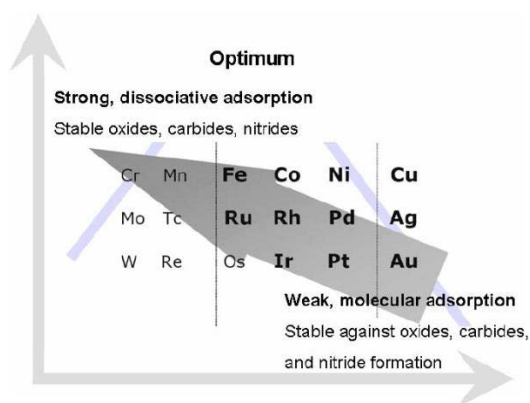 Optimum
Strong, dissociative adsorption
Stable oxides, carbides, nitrides
Cr Mn Fe Co Ni Cu
Mo Tc Ru Rh Pd Ag
W Re Os Ir Pt Au
Weak, molecular adsorption
Stable against oxides, carbides,
and nitride formation